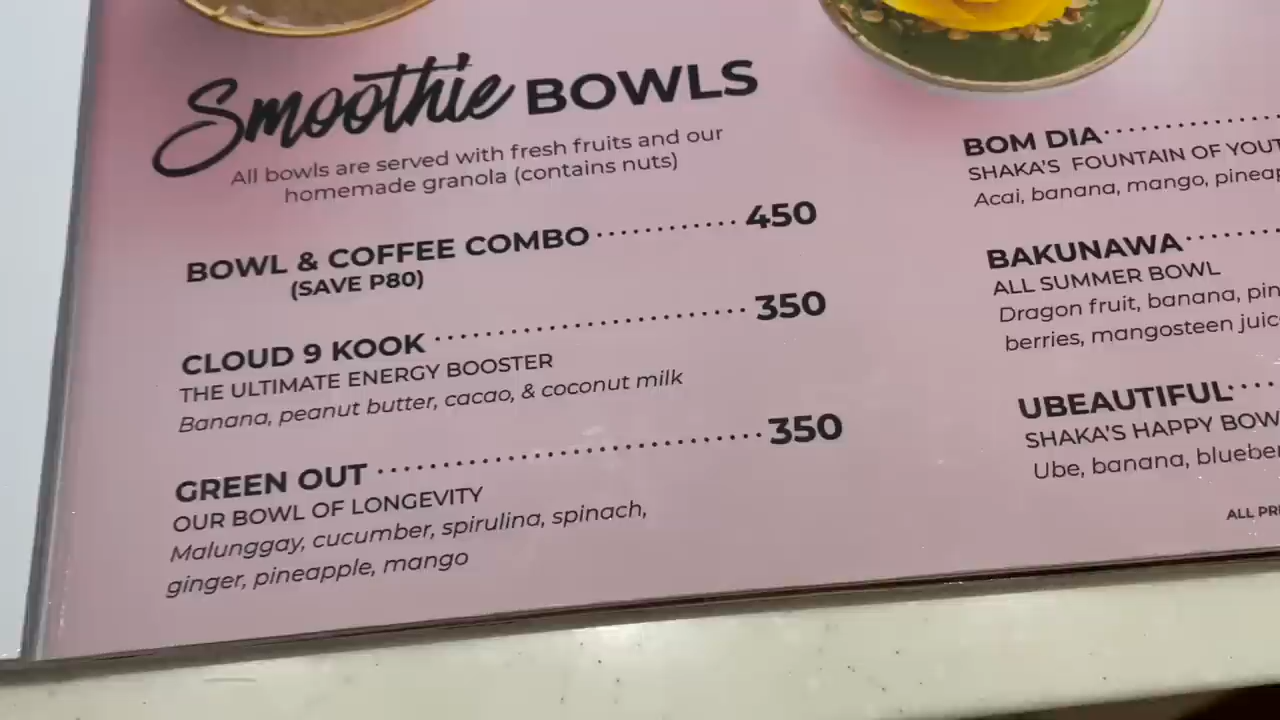 Smoothie BOWLS
All bowls are served with fresh fruits and our
homemade granola (contains nuts)
BOWL & COFFEE COMBO 450
(SAVE P80)
CLOUD 9 KOOK 350
THE ULTIMATE ENERGY BOOSTER
Banana, peanut butter, cacao, & coconut milk
GREEN OUT 350
OUR BOWL OF LONGEVITY
Malunggay, cucumber, spirulina, spinach,
ginger, pineapple, mango
BOM DIA
SHAKA'S FOUNTAIN OF
Acai, banana, mango,
BAKUNAWA
ALL SUMMER BOWL
Dragon fruit, banana,
berries, mangosteen
UBEAUTIFUL
SHAKA'S HAPPY
Ube, banana,
ALL